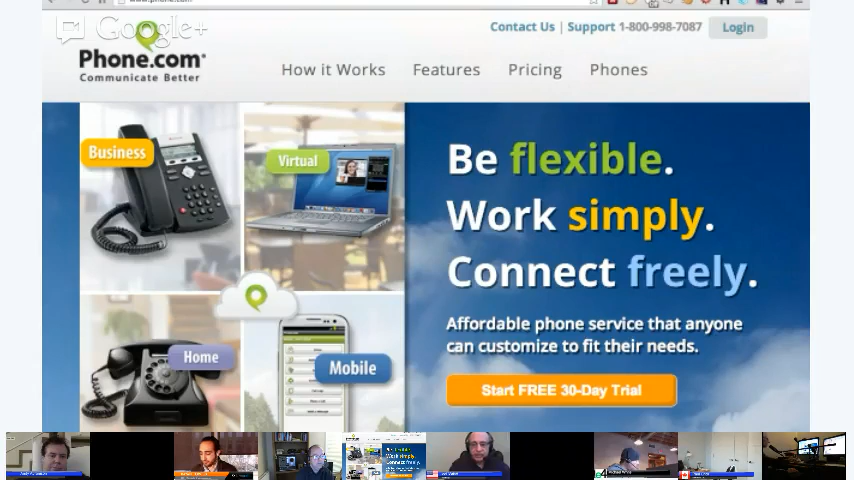 Google+
Contact Us | Support 1-800-998-7087 Login
Phone.com
Communicate Better
How it Works Features Pricing Phones
Business
Virtual
Home
Mobile
Be flexible.
Work simply.
Connect freely.
Affordable phone service that anyone
can customize to fit their needs.
Start FREE 30-Day Trial